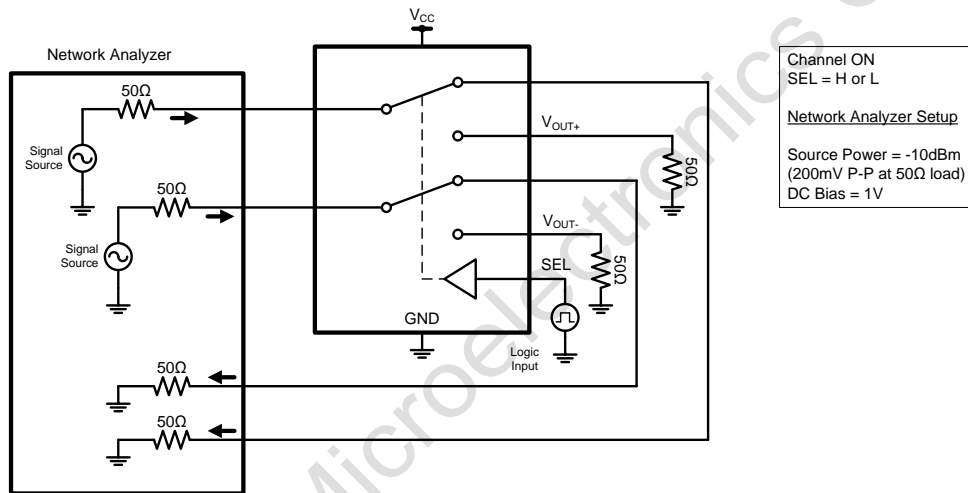 V_CC
Network Analyzer
50Ω
Signal
Source
50Ω
Signal
Source
V_OUT+
50Ω
V_OUT-
50Ω
SEL
GND
Logic
Input
50Ω
50Ω
Channel ON
SEL = H or L
Network Analyzer Setup
Source Power = -10dBm
(200mV P-P at 50Ω load)
DC Bias = 1V
Microelectronics